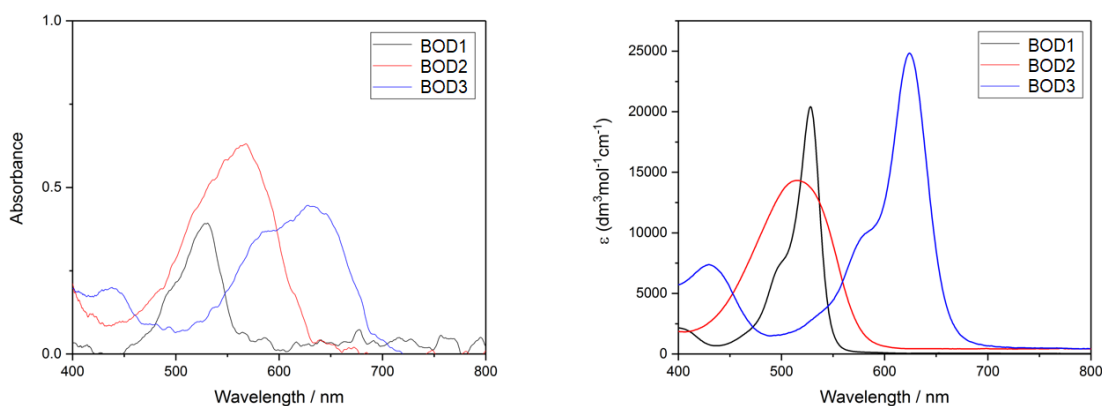 1.0
0.5
0.0
Absorbance
400
500
600
700
800
Wavelength / nm
BOD1
BOD2
BOD3
25000
20000
15000
10000
5000
0
ε (dm³mol⁻¹cm⁻¹)
400
500
600
700
800
Wavelength / nm
BOD1
BOD2
BOD3